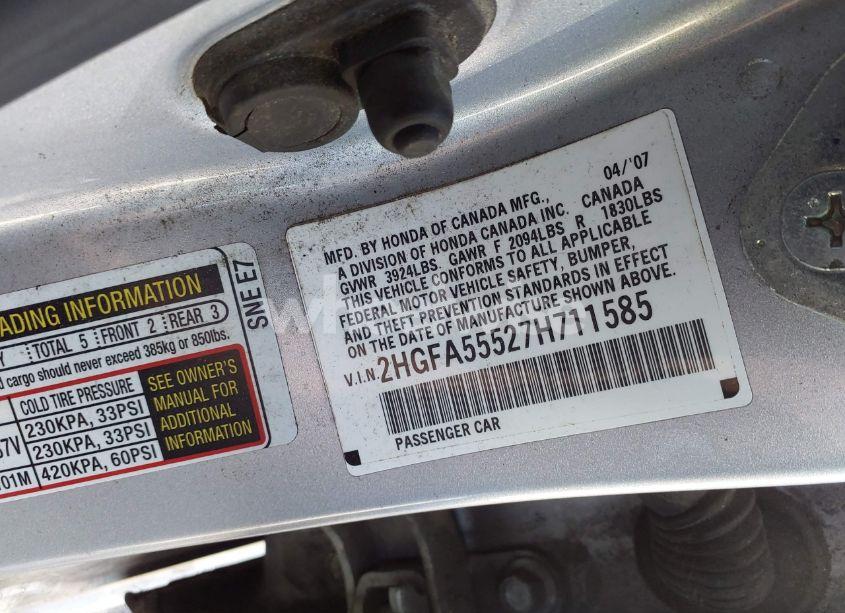 04/'07
MFD. BY HONDA OF CANADA MFG.,
A DIVISION OF HONDA CANADA INC. CANADA
GVWR 3924LBS GAWR F 2094LBS R 1830LBS
THIS VEHICLE CONFORMS TO ALL APPLICABLE
FEDERAL MOTOR VEHICLE SAFETY, BUMPER,
AND THEFT PREVENTION STANDARDS IN EFFECT
ON THE DATE OF MANUFACTURE SHOWN ABOVE.
V.I.N. 2HGFA55527H711585
PASSENGER CAR
SNE E7
INFORMATION
TOTAL 5 FRONT 2 REAR 3
cargo should never exceed 385kg or 850lbs.
COLD TIRE PRESSURE
230KPA, 33PSI
230KPA, 33PSI
420KPA, 60PSI
SEE OWNER'S
MANUAL FOR
ADDITIONAL
INFORMATION